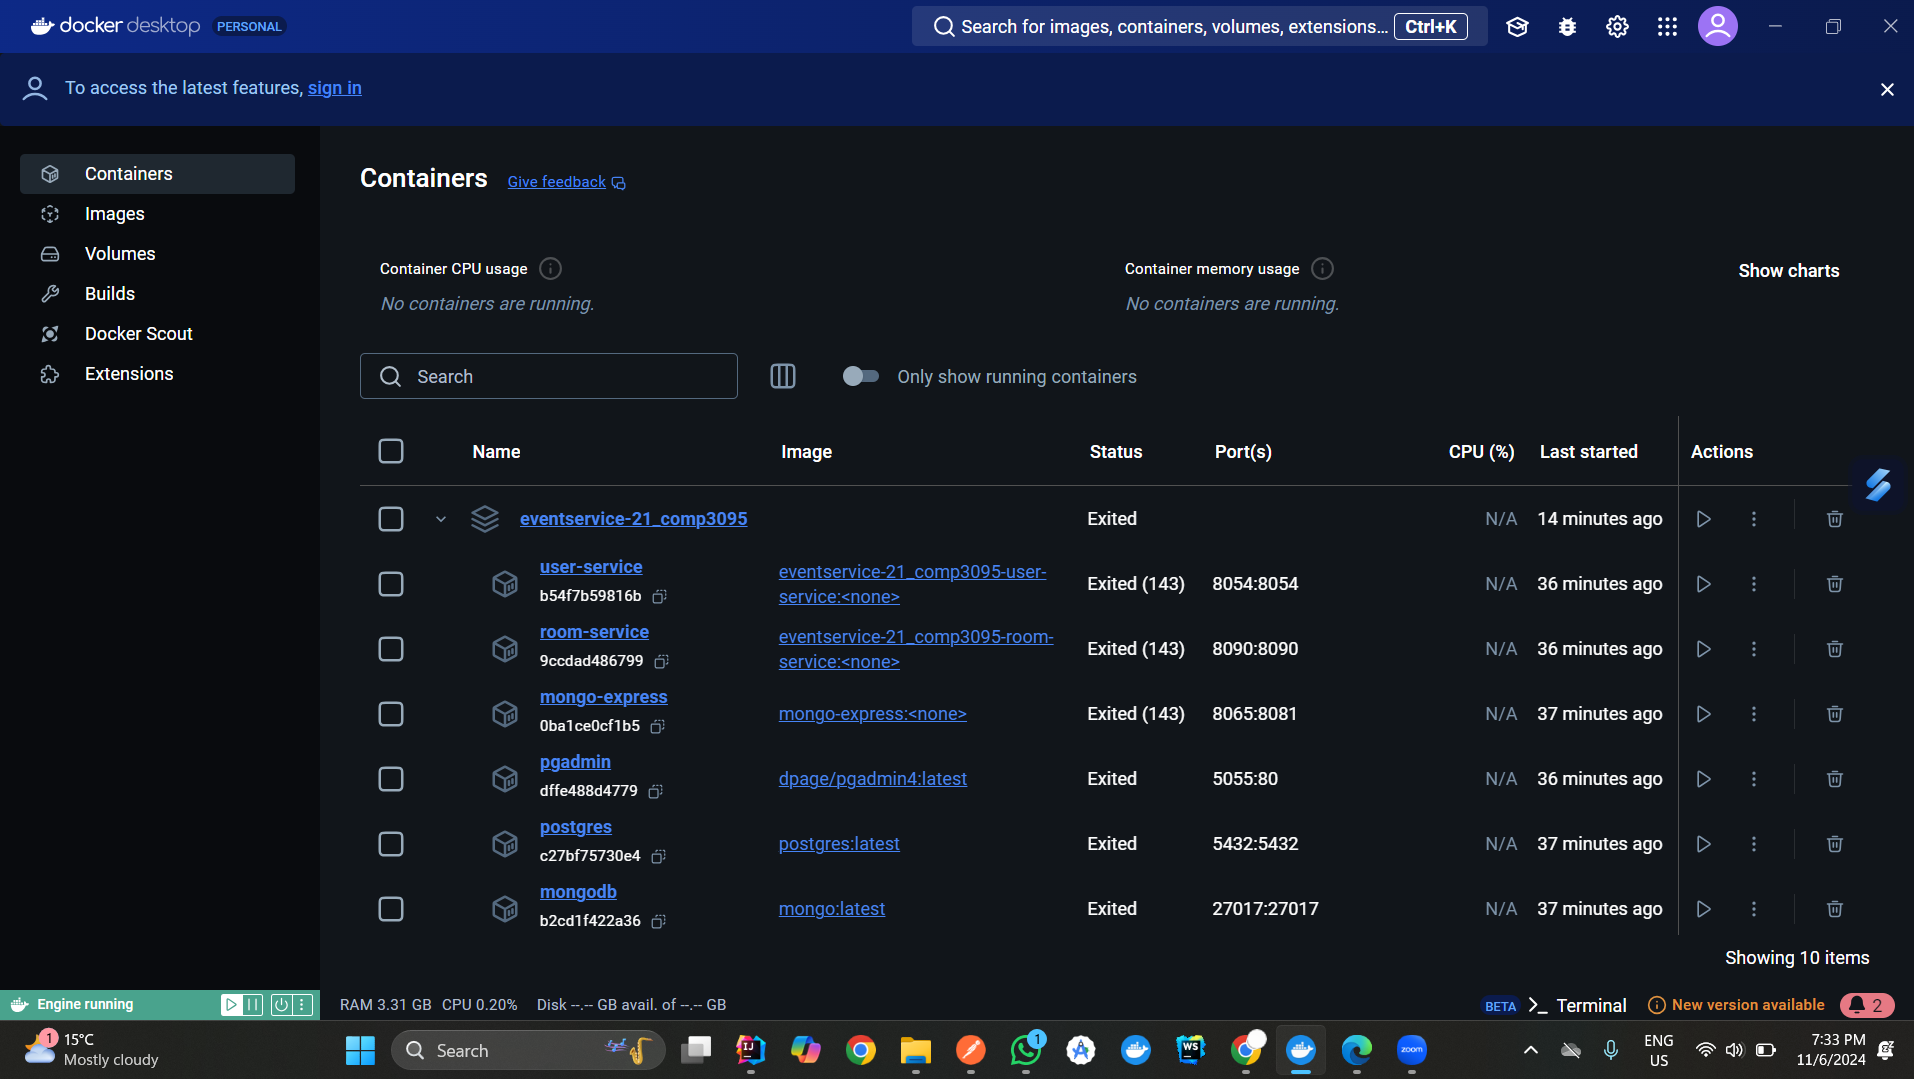 docker desktop PERSONAL
Search for images, containers, volumes, extensions... Ctrl+K
To access the latest features, sign in
Containers
Images
Volumes
Builds
Docker Scout
Extensions
Containers Give feedback
Container CPU usage
No containers are running.
Container memory usage
No containers are running.
Show charts
Search
Only show running containers
Name Image Status Port(s) CPU (%) Last started Actions
eventservice-21_comp3095 Exited N/A 14 minutes ago
user-service
b54f7b59816b
eventservice-21_comp3095-user-
service:<none>
Exited (143) 8054:8054 N/A 36 minutes ago
room-service
9ccdad486799
eventservice-21_comp3095-room-
service:<none>
Exited (143) 8090:8090 N/A 36 minutes ago
mongo-express
0ba1ce0cf1b5
mongo-express:<none>
Exited (143) 8065:8081 N/A 37 minutes ago
pgadmin
dffe488d4779
dpage/pgadmin4:latest
Exited 5055:80 N/A 36 minutes ago
postgres
c27bf75730e4
postgres:latest
Exited 5432:5432 N/A 37 minutes ago
mongodb
b2cd1f422a36
mongo:latest
Exited 27017:27017 N/A 37 minutes ago
Showing 10 items
Engine running
RAM 3.31 GB CPU 0.20% Disk --.-- GB avail. of --.-- GB
BETA Terminal New version available 2
1
15°C
Mostly cloudy
Search
IJ
1
WS
zoom
ENG
US
7:33 PM
11/6/2024